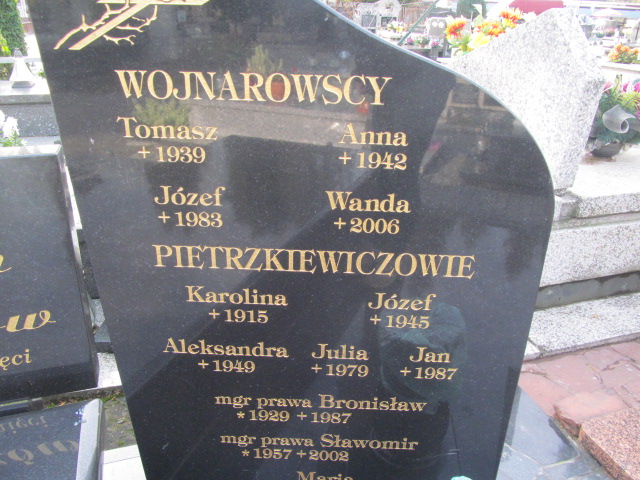 WOJNAROWSCY
Tomasz Anna
+1939 +1942
Józef Wanda
+1983 +2006
PIETRZKIEWICZOWIE
Karolina Józef
+1915 +1945
Aleksandra Julia Jan
+1949 +1979 +1987
mgr prawa Bronisław
*1929 +1987
mgr prawa Sławomir
*1957 +2002
Maria